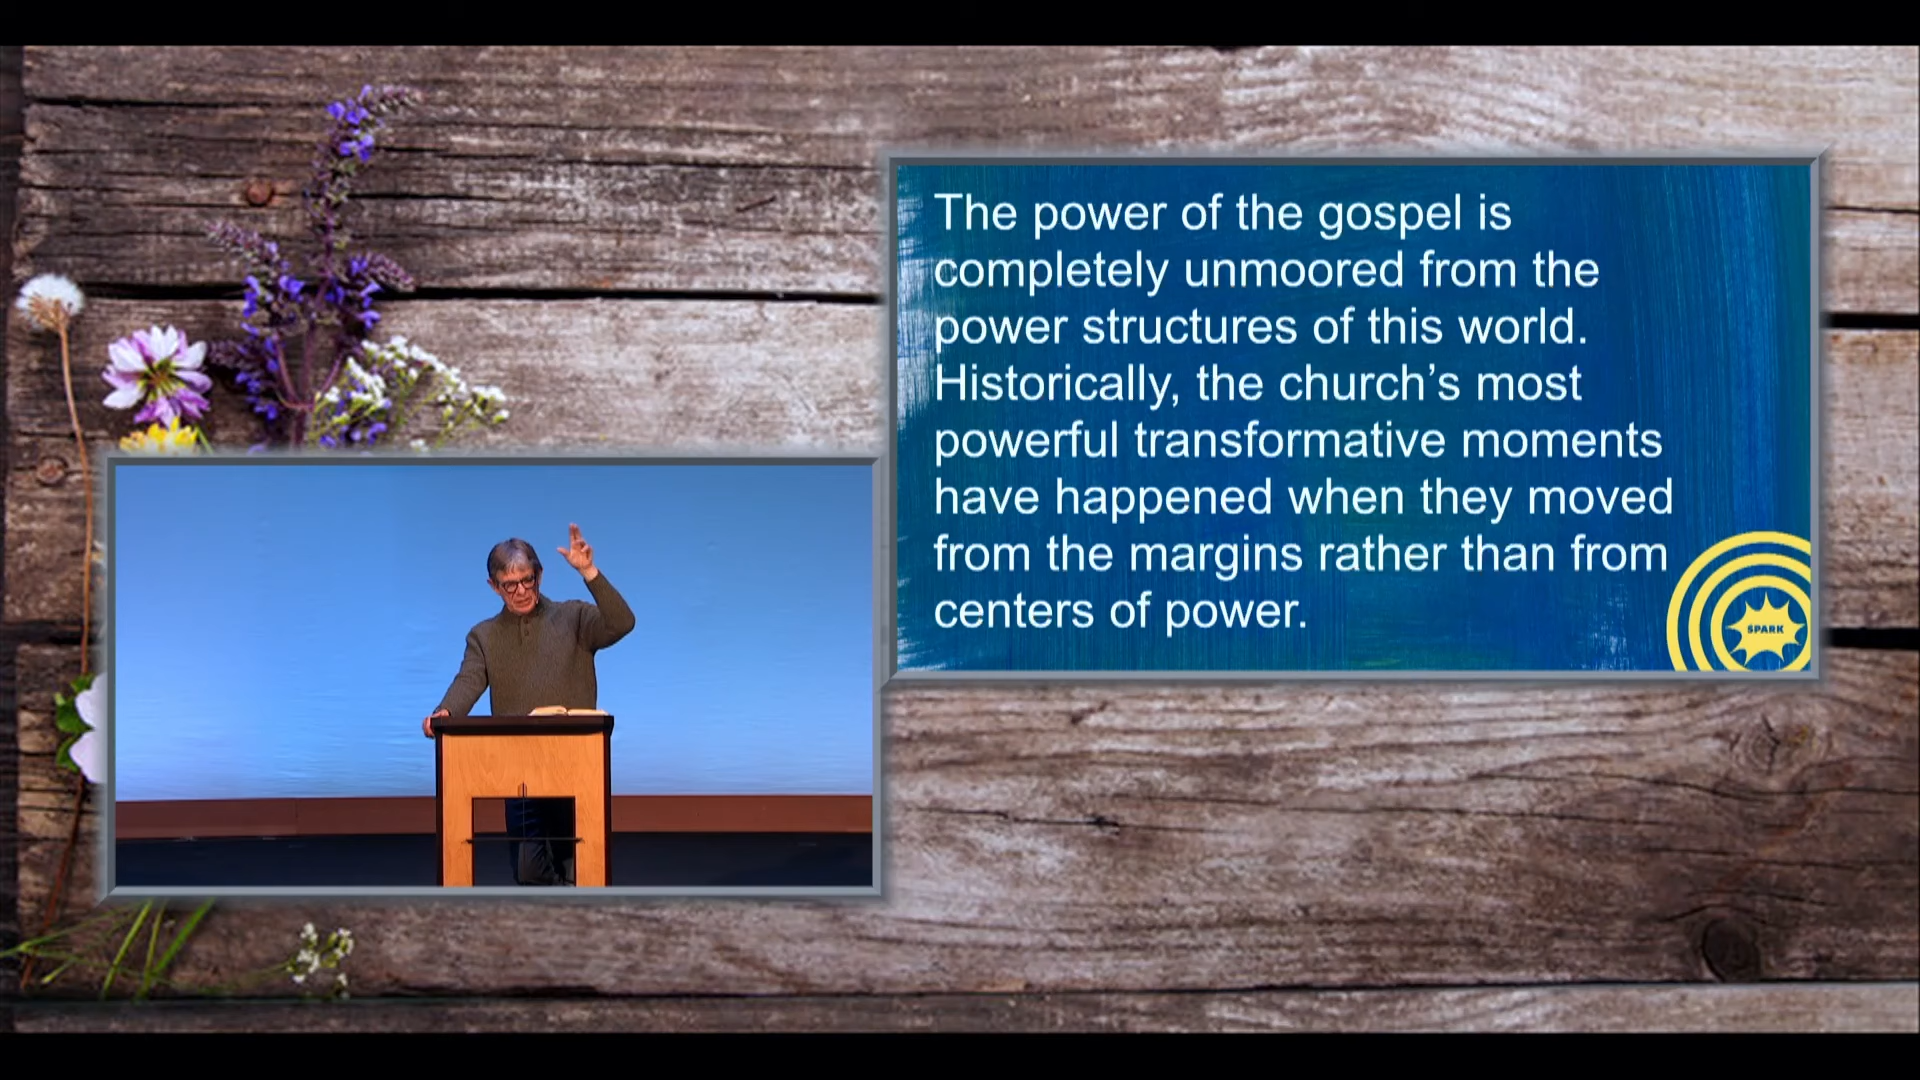 The power of the gospel is
completely unmoored from the
power structures of this world.
Historically, the church’s most
powerful transformative moments
have happened when they moved
from the margins rather than from
centers of power.
SPARK